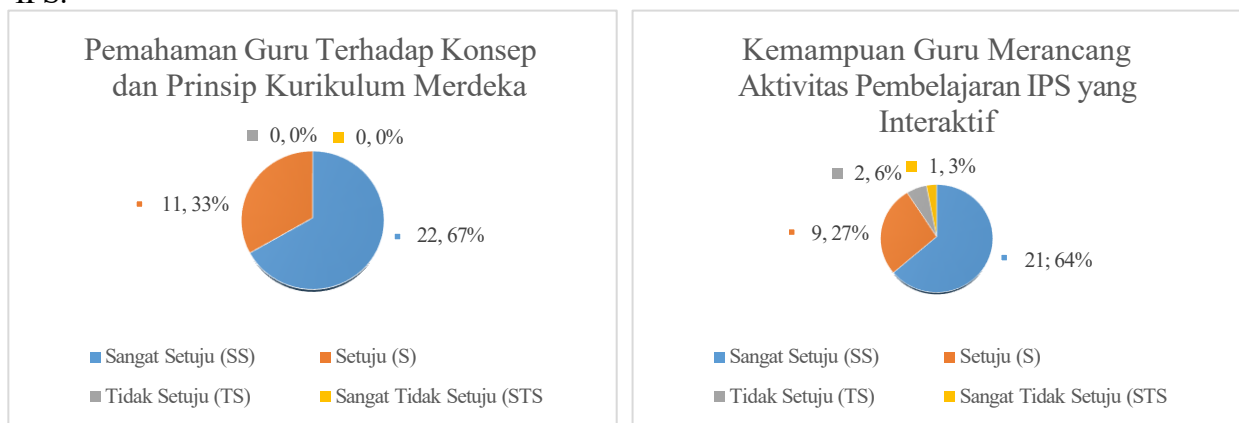 IPS.
Pemahaman Guru Terhadap Konsep
dan Prinsip Kurikulum Merdeka
0, 0%
0, 0%
11, 33%
22, 67%
Sangat Setuju (SS)
Setuju (S)
Tidak Setuju (TS)
Sangat Tidak Setuju (STS
Kemampuan Guru Merancang
Aktivitas Pembelajaran IPS yang
Interaktif
2, 6%
1, 3%
9, 27%
21; 64%
Sangat Setuju (SS)
Setuju (S)
Tidak Setuju (TS)
Sangat Tidak Setuju (STS